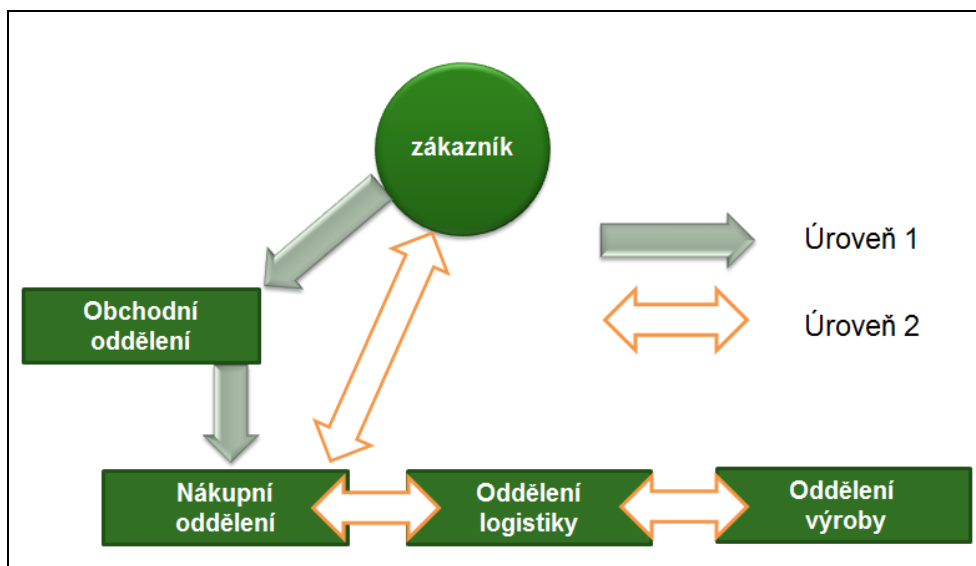 zákazník
Úroveň 1
Obchodní
oddělení
Úroveň 2
Nákupní
oddělení
Oddělení
logistiky
Oddělení
výroby